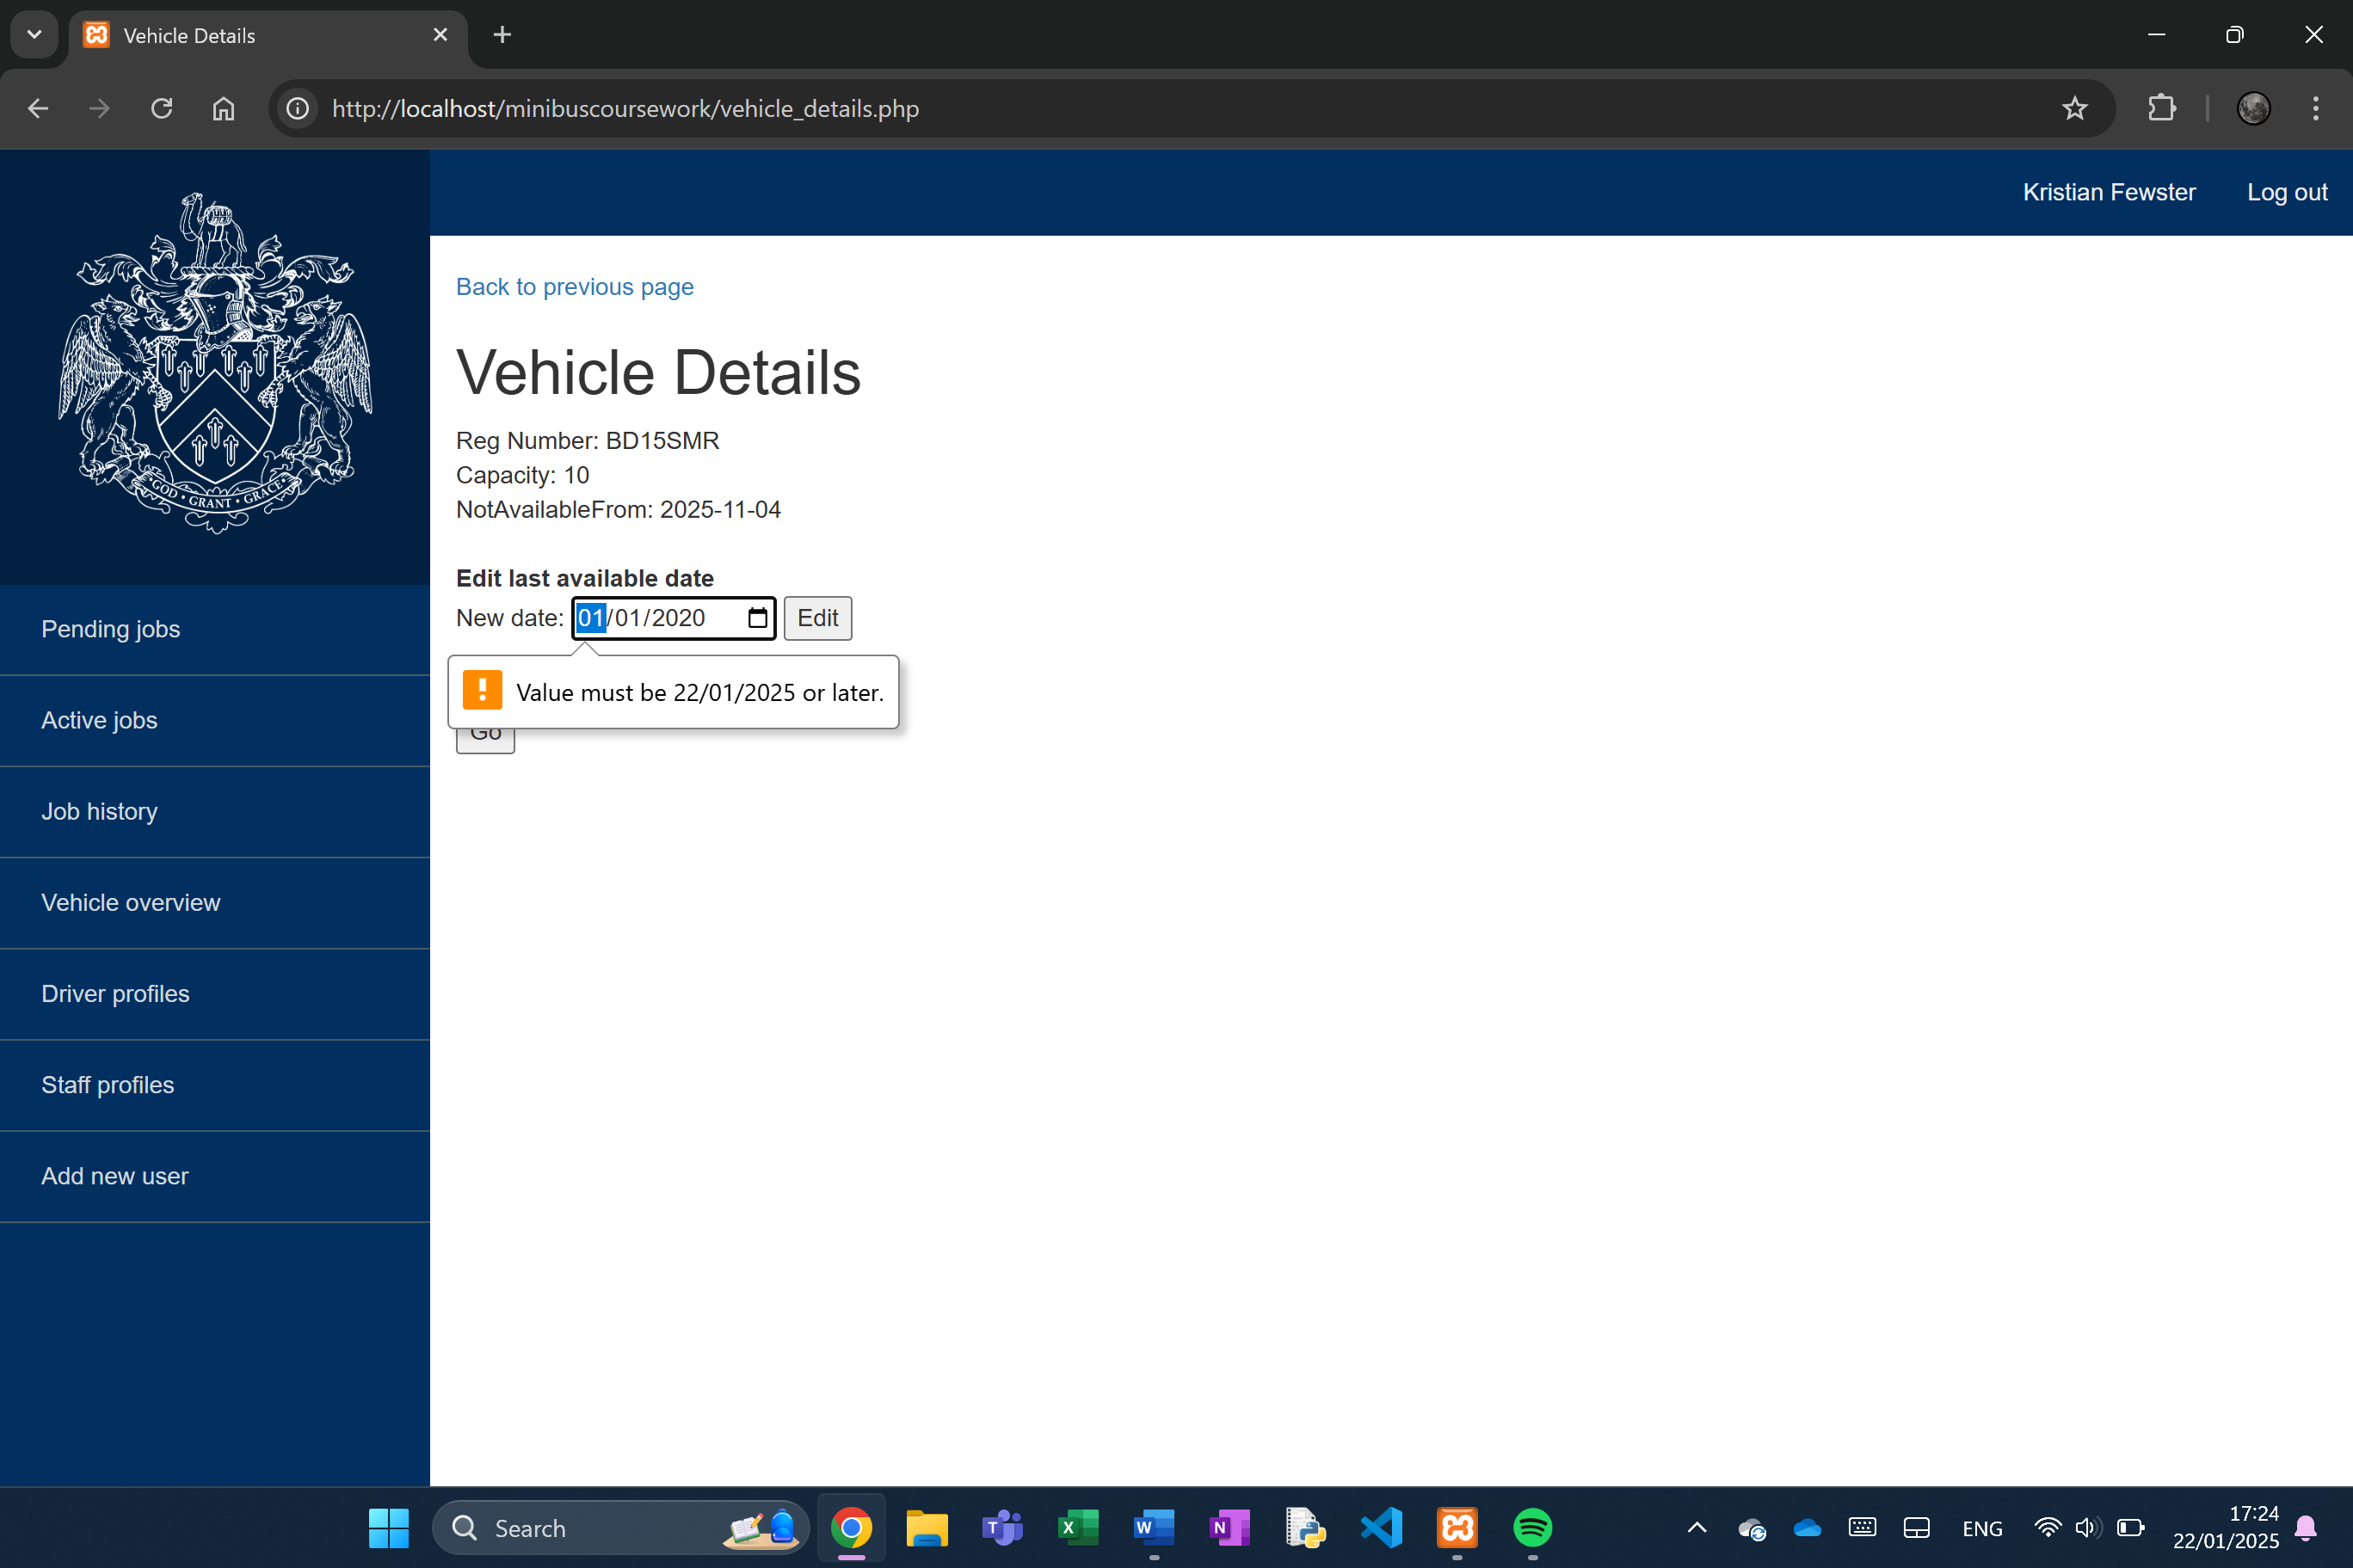 Vehicle Details
http://localhost/minibuscoursework/vehicle_details.php
Kristian Fewster
Log out
GOD • GRANT • GRACE
Pending jobs
Active jobs
Job history
Vehicle overview
Driver profiles
Staff profiles
Add new user
Back to previous page
Vehicle Details
Reg Number: BD15SMR
Capacity: 10
NotAvailableFrom: 2025-11-04
Edit last available date
New date: 01/01/2020 Edit
! Value must be 22/01/2025 or later.
Go
Search
T
X
W
N
ENG
17:24
22/01/2025